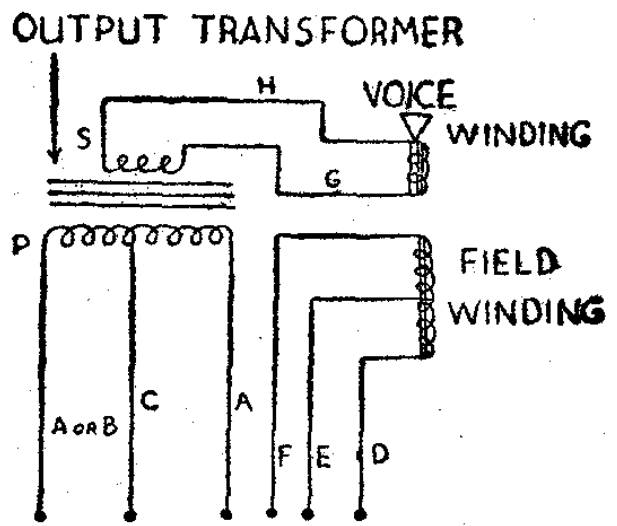 OUTPUT TRANSFORMER
H
VOICE
WINDING
S
G
P
FIELD
WINDING
A OR B
C
A
F
E
D